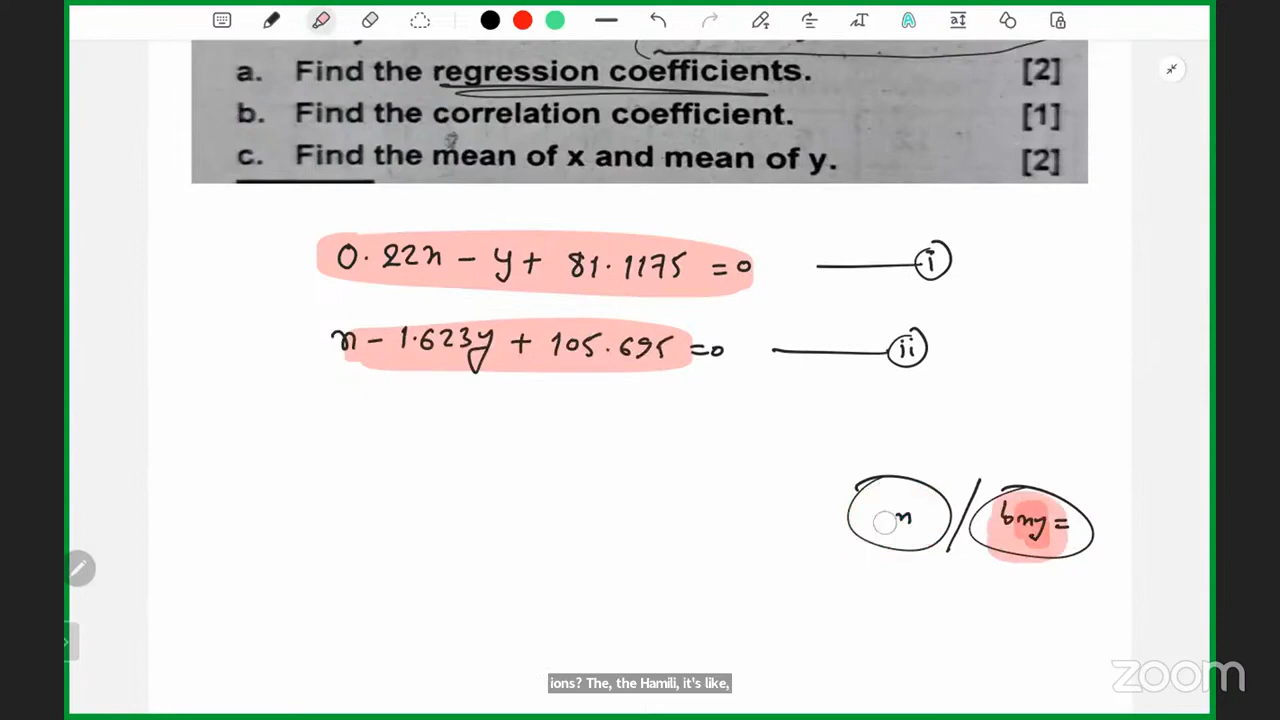 a. Find the regression coefficients. [2]
b. Find the correlation coefficient. [1]
c. Find the mean of x and mean of y. [2]
0.22x - y + 81.1175 = 0 ——— i
x - 1.623y + 105.695 = 0 ——— ii
x / bxy =
ions? The, the Hamili, it's like,
zoom